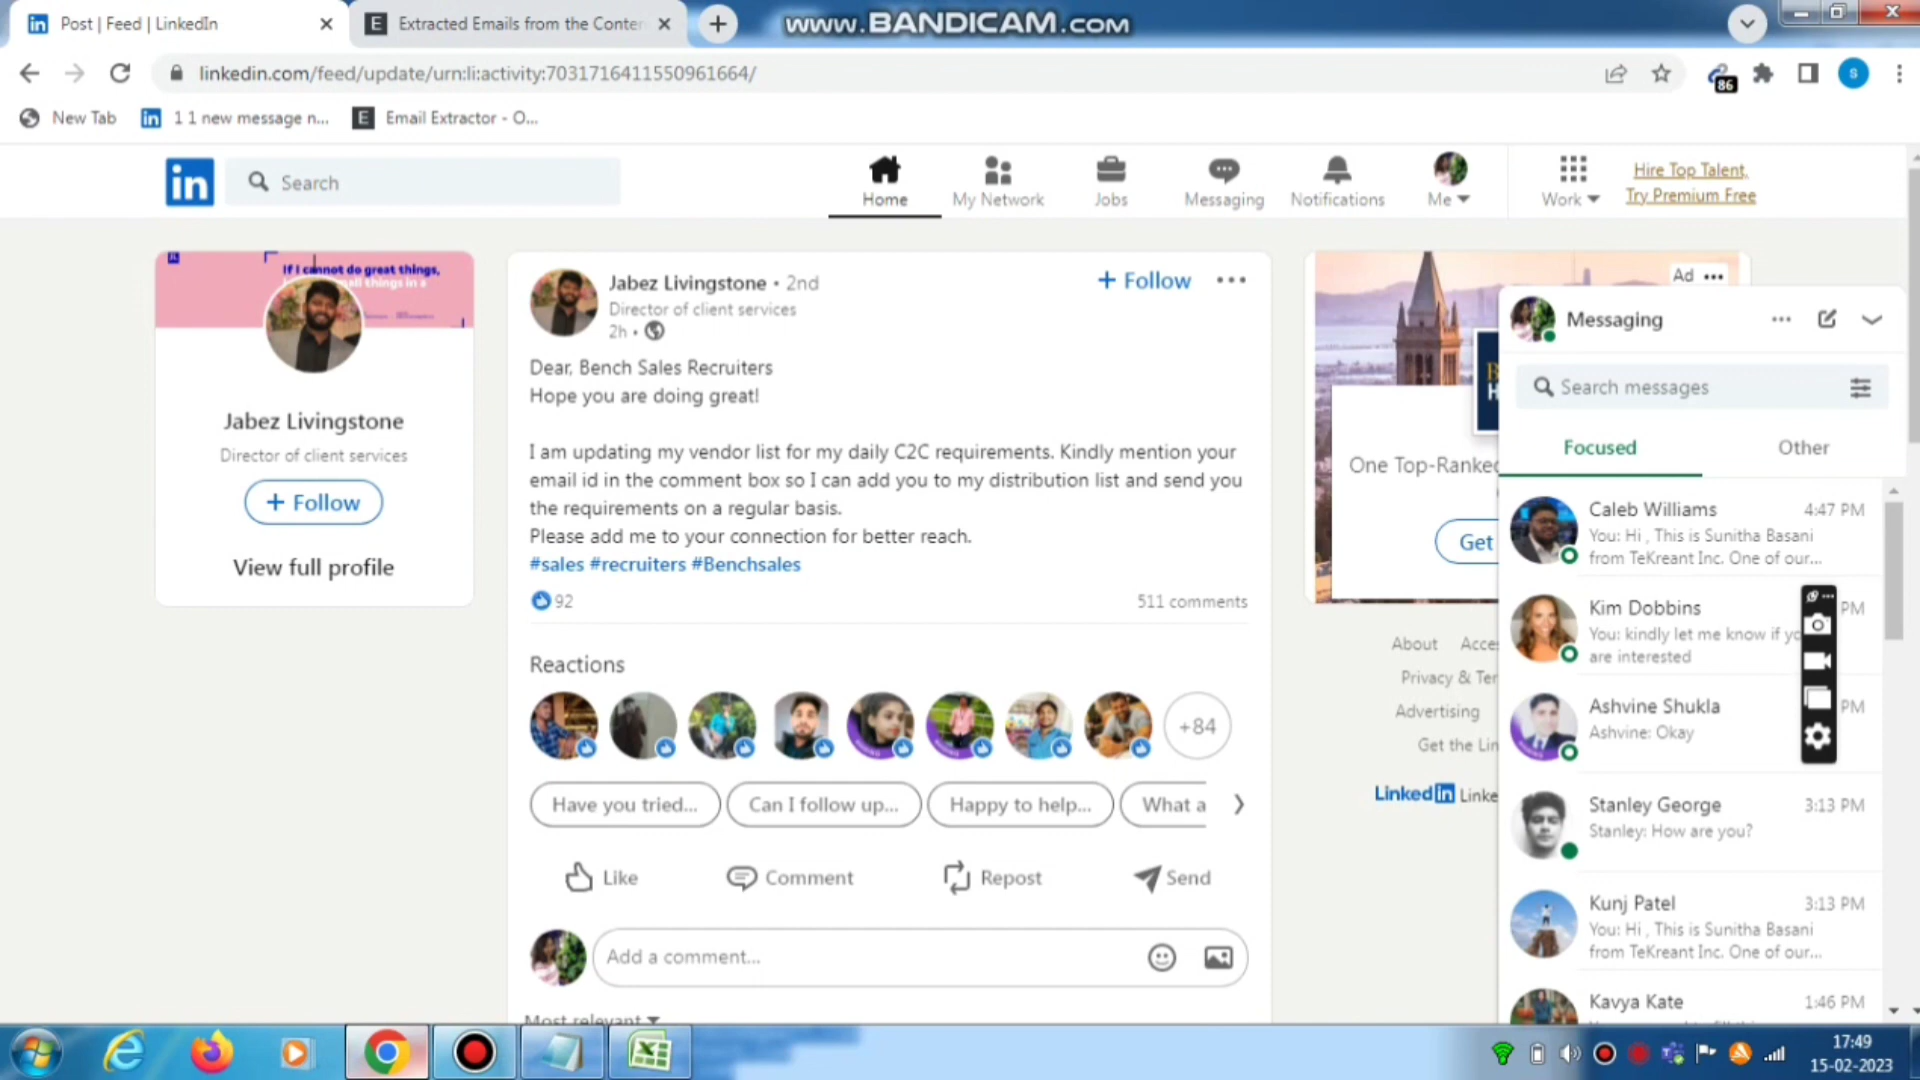 Post | Feed | LinkedIn
E Extracted Emails from the Conten
www.BANDICAM.com
linkedin.com/feed/update/urn:li:activity:7031716411550961664/
86
s
New Tab
in 1 1 new message n...
E Email Extractor - O...
in
Search
Home
My Network
Jobs
Messaging
Notifications
Me
Work
Hire Top Talent,
Try Premium Free
If I cannot do great things,
small things in a
Jabez Livingstone
Director of client services
+ Follow
View full profile
Jabez Livingstone • 2nd
Director of client services
2h •
+ Follow
Dear, Bench Sales Recruiters
Hope you are doing great!
I am updating my vendor list for my daily C2C requirements. Kindly mention your
email id in the comment box so I can add you to my distribution list and send you
the requirements on a regular basis.
Please add me to your connection for better reach.
#sales #recruiters #Benchsales
92
511 comments
Reactions
+84
Have you tried...
Can I follow up...
Happy to help...
What a
Like
Comment
Repost
Send
Add a comment...
Most relevant
Ad
One Top-Ranked
Get
About
Privacy & Ter
Advertising
Get the Lin
Linked in Linke
Messaging
Search messages
Focused
Other
Caleb Williams 4:47 PM
You: Hi , This is Sunitha Basani
from TeKreant Inc. One of our...
Kim Dobbins PM
You: kindly let me know if yo
are interested
Ashvine Shukla PM
Ashvine: Okay
Stanley George 3:13 PM
Stanley: How are you?
Kunj Patel 3:13 PM
You: Hi , This is Sunitha Basani
from TeKreant Inc. One of our...
Kavya Kate 1:46 PM
17:49
15-02-2023